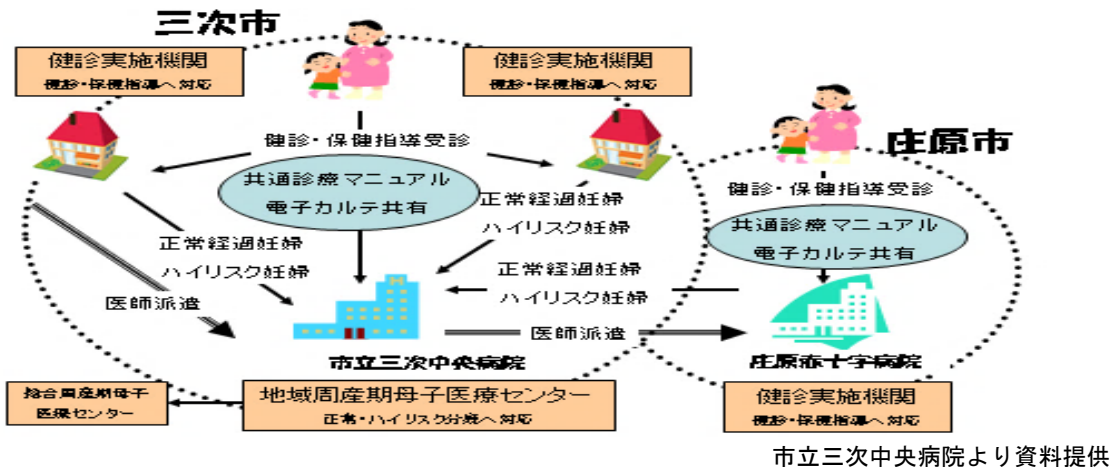 三次市
健診実施機関
健診・保健指導へ対応
健診実施機関
健診・保健指導へ対応
庄原市
健診・保健指導受診
共通診療マニュアル
電子カルテ共有
健診・保健指導受診
共通診療マニュアル
電子カルテ共有
正常経過妊婦
ハイリスク妊婦
正常経過妊婦
ハイリスク妊婦
正常経過妊婦
ハイリスク妊婦
医師派遣
医師派遣
市立三次中央病院
庄原赤十字病院
総合周産期母子
医療センター
地域周産期母子医療センター
正常・ハイリスク分娩へ対応
健診実施機関
健診・保健指導へ対応
市立三次中央病院より資料提供